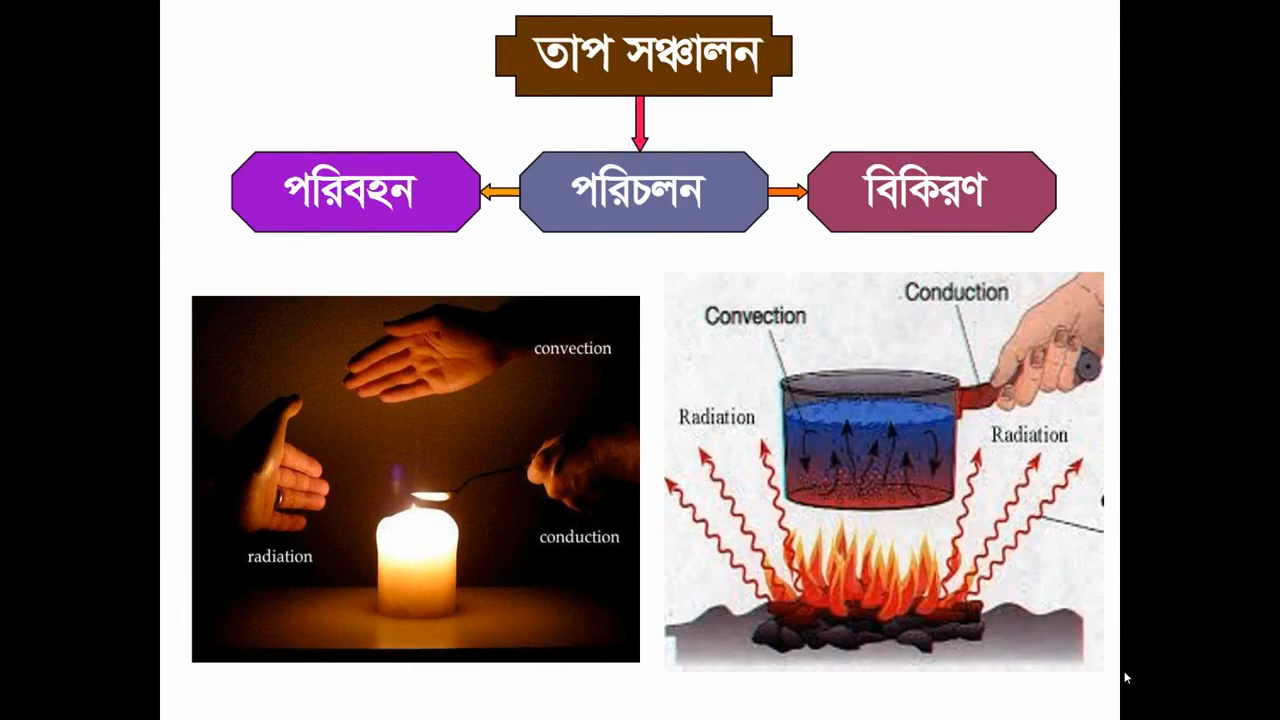 তাপ সঞ্চালন
পরিবহন
পরিচলন
বিকিরণ
convection
conduction
radiation
Conduction
Convection
Radiation
Radiation